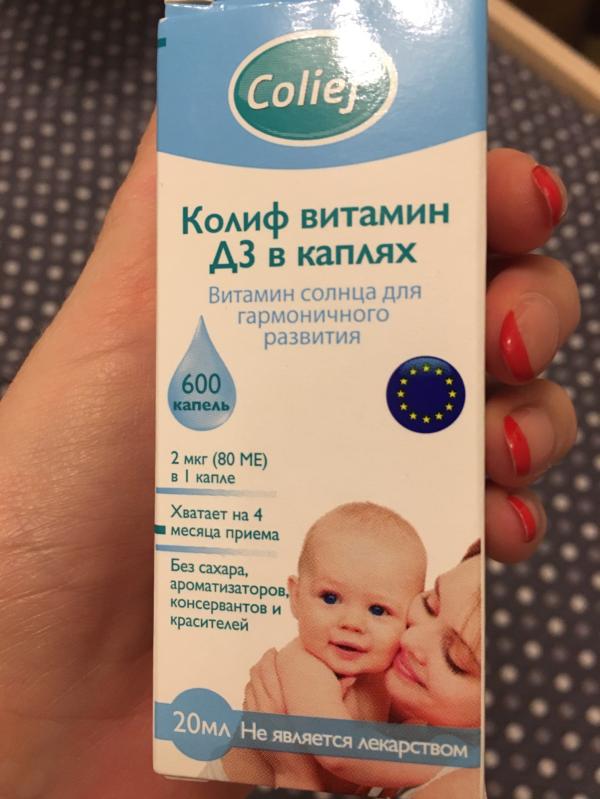 Colief
Колиф витамин
Д3 в каплях
Витамин солнца для
гармоничного
развития
600
капель
2 мкг (80 МЕ)
в 1 капле
Хватает на 4
месяца приема
Без сахара,
ароматизаторов,
консервантов и
красителей
20мл Не является лекарством